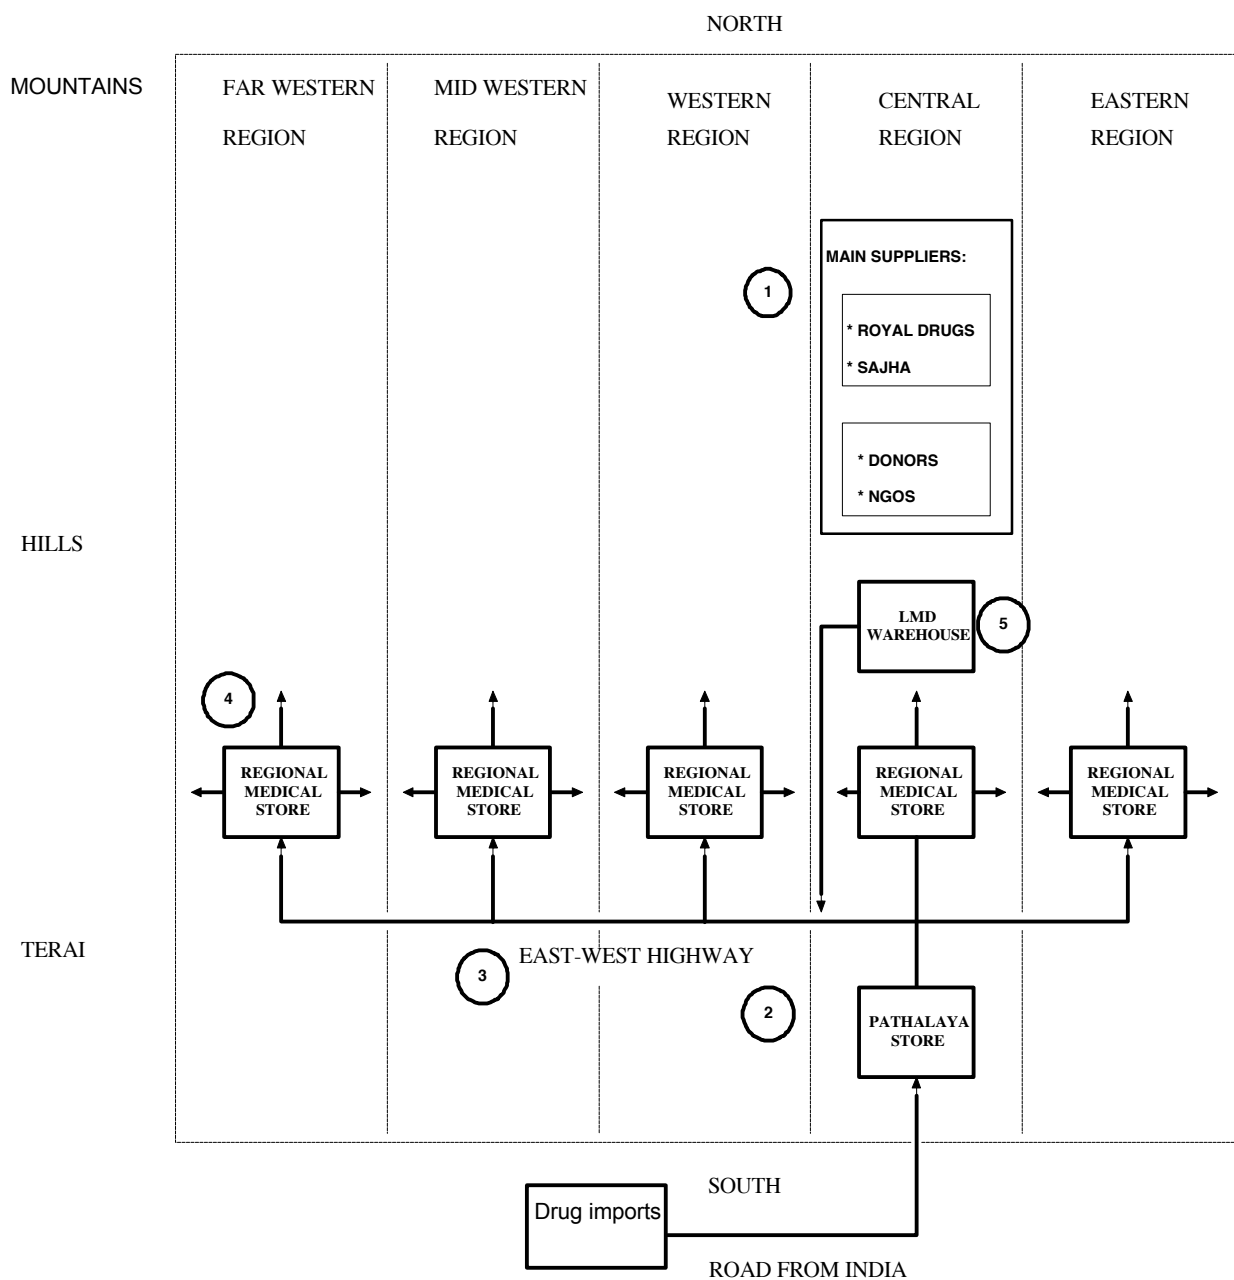 NORTH
MOUNTAINS
FAR WESTERN
REGION
MID WESTERN
REGION
WESTERN
REGION
CENTRAL
REGION
EASTERN
REGION
1
MAIN SUPPLIERS:
* ROYAL DRUGS
* SAJHA
* DONORS
* NGOS
HILLS
LMD
WAREHOUSE
5
4
REGIONAL
MEDICAL
STORE
REGIONAL
MEDICAL
STORE
REGIONAL
MEDICAL
STORE
REGIONAL
MEDICAL
STORE
REGIONAL
MEDICAL
STORE
TERAI
EAST-WEST HIGHWAY
3
2
PATHALAYA
STORE
SOUTH
Drug imports
ROAD FROM INDIA